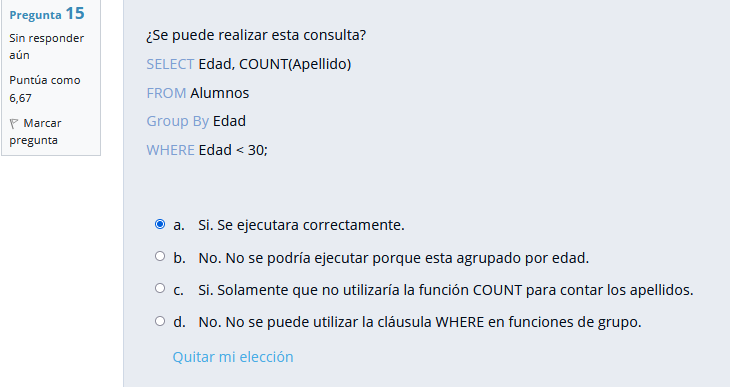 Pregunta 15
Sin responder
aún
Puntúa como
6,67
Marcar
pregunta
¿Se puede realizar esta consulta?
SELECT Edad, COUNT(Apellido)
FROM Alumnos
Group By Edad
WHERE Edad < 30;
a. Si. Se ejecutara correctamente.
b. No. No se podría ejecutar porque esta agrupado por edad.
c. Si. Solamente que no utilizaría la función COUNT para contar los apellidos.
d. No. No se puede utilizar la cláusula WHERE en funciones de grupo.
Quitar mi elección